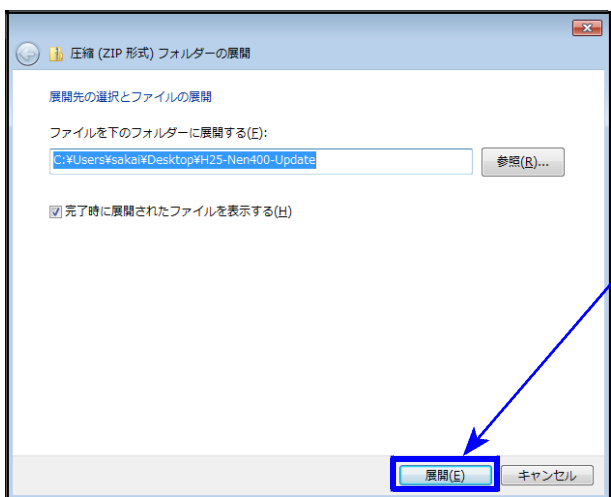 圧縮 (ZIP 形式) フォルダーの展開
展開先の選択とファイルの展開
ファイルを下のフォルダーに展開する(F):
C:¥Users¥sakai¥Desktop¥H25-Nen400-Update
参照(R)...
完了時に展開されたファイルを表示する(H)
展開(E)
キャンセル